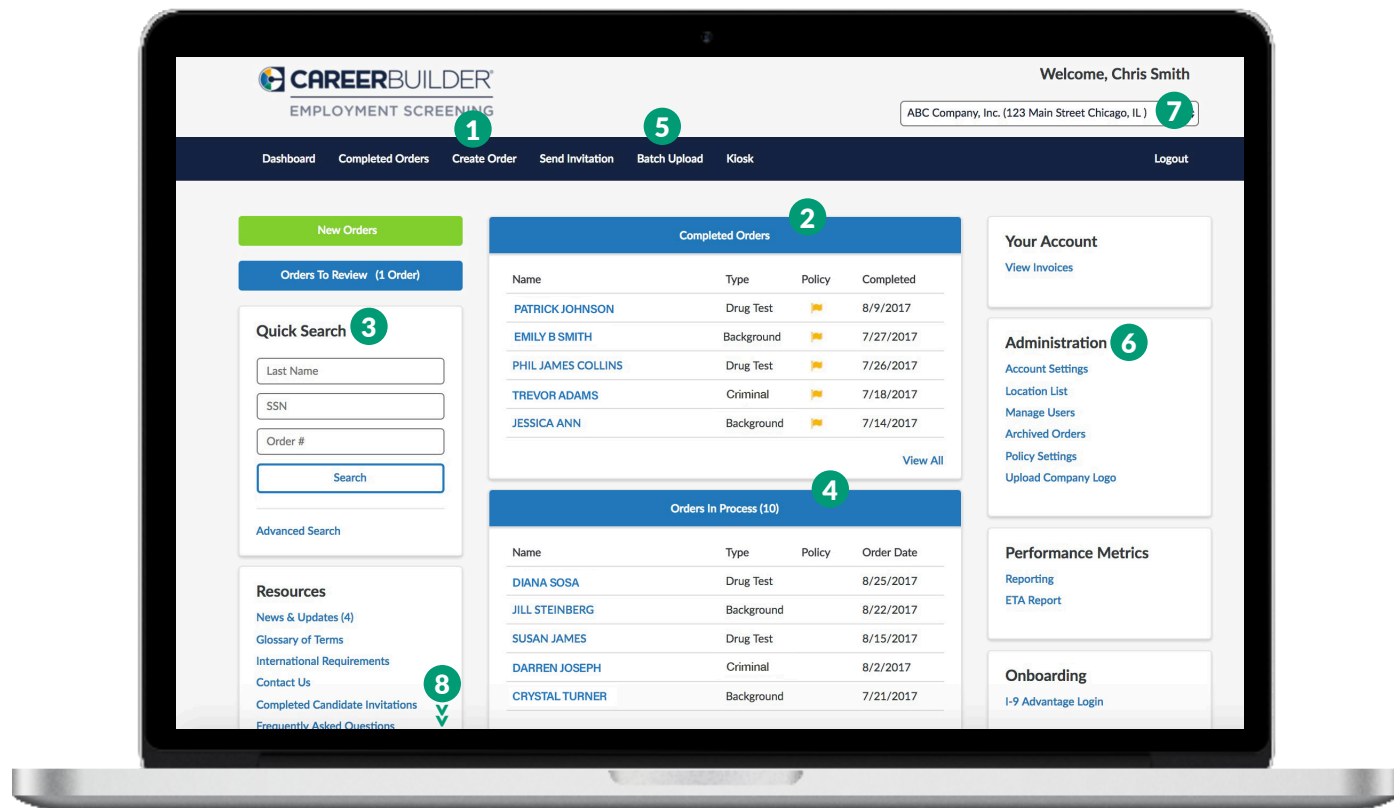 CAREERBUILDER®
EMPLOYMENT SCREENING
Welcome, Chris Smith
ABC Company, Inc. (123 Main Street Chicago, IL )
7
1
5
Dashboard Completed Orders Create Order Send Invitation Batch Upload Kiosk Logout
New Orders
Orders To Review (1 Order)
Quick Search 3
Last Name
SSN
Order #
Search
Advanced Search
Resources
News & Updates (4)
Glossary of Terms
International Requirements
Contact Us
8
Completed Candidate Invitations
Frequently Asked Questions
2
Completed Orders
Name Type Policy Completed
PATRICK JOHNSON Drug Test 8/9/2017
EMILY B SMITH Background 7/27/2017
PHIL JAMES COLLINS Drug Test 7/26/2017
TREVOR ADAMS Criminal 7/18/2017
JESSICA ANN Background 7/14/2017
View All
4
Orders In Process (10)
Name Type Policy Order Date
DIANA SOSA Drug Test 8/25/2017
JILL STEINBERG Background 8/22/2017
SUSAN JAMES Drug Test 8/15/2017
DARREN JOSEPH Criminal 8/2/2017
CRYSTAL TURNER Background 7/21/2017
Your Account
View Invoices
Administration 6
Account Settings
Location List
Manage Users
Archived Orders
Policy Settings
Upload Company Logo
Performance Metrics
Reporting
ETA Report
Onboarding
I-9 Advantage Login